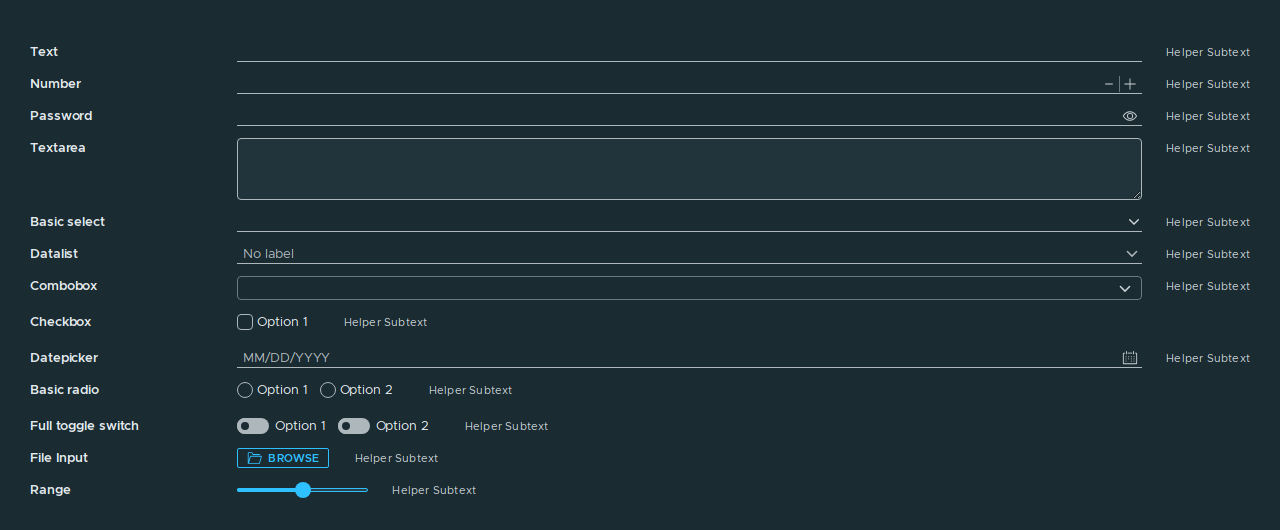 Text Helper Subtext
Number Helper Subtext
Password Helper Subtext
Textarea Helper Subtext
Basic select Helper Subtext
Datalist No label Helper Subtext
Combobox Helper Subtext
Checkbox Option 1 Helper Subtext
Datepicker MM/DD/YYYY Helper Subtext
Basic radio Option 1 Option 2 Helper Subtext
Full toggle switch Option 1 Option 2 Helper Subtext
File Input BROWSE Helper Subtext
Range Helper Subtext